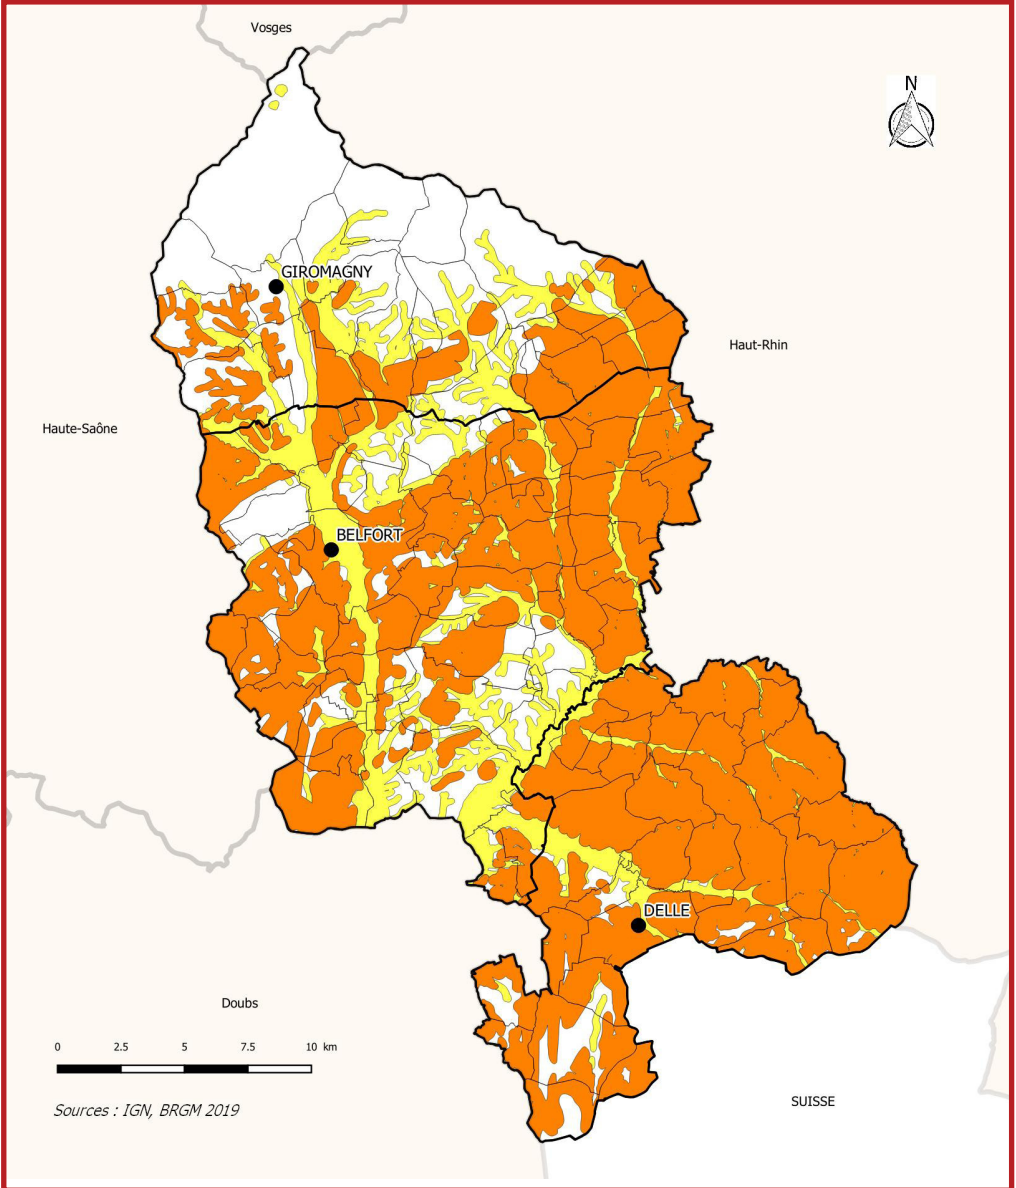 Vosges
N
GIROMAGNY
Haut-Rhin
Haute-Saône
BELFORT
DELLE
Doubs
0 2.5 5 7.5 10 km
SUISSE
Sources : IGN, BRGM 2019